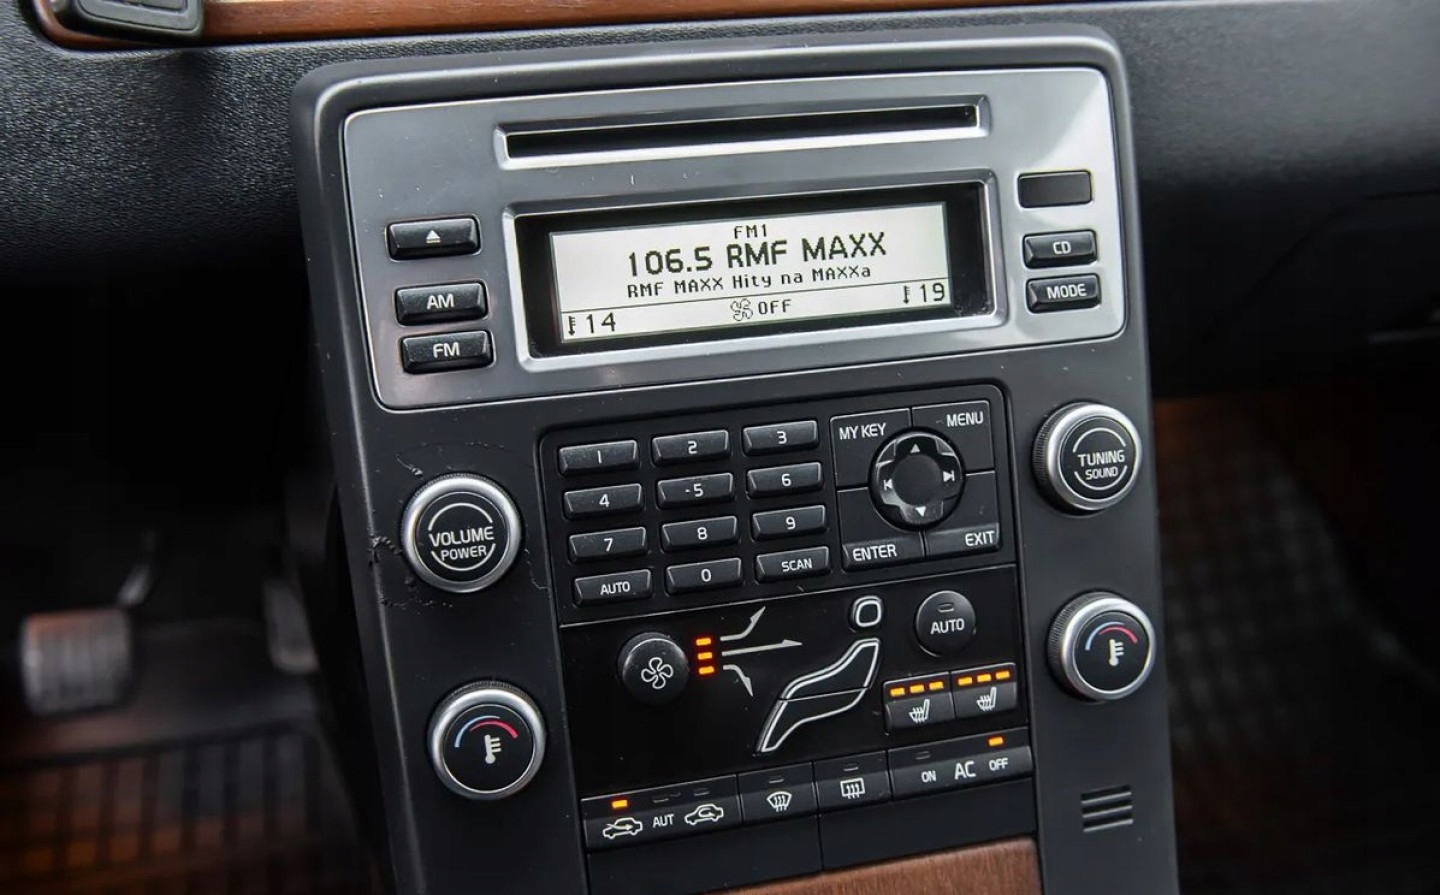 FM1
106.5 RMF MAXX
RMF MAXX Hity na MAXXa
14 OFF 19
AM
FM
CD
MODE
1 2 3
4 -5 6
7 8 9
AUTO 0 SCAN
MY KEY MENU
ENTER EXIT
VOLUME
POWER
TUNING
SOUND
AUTO
AUT
ON AC OFF